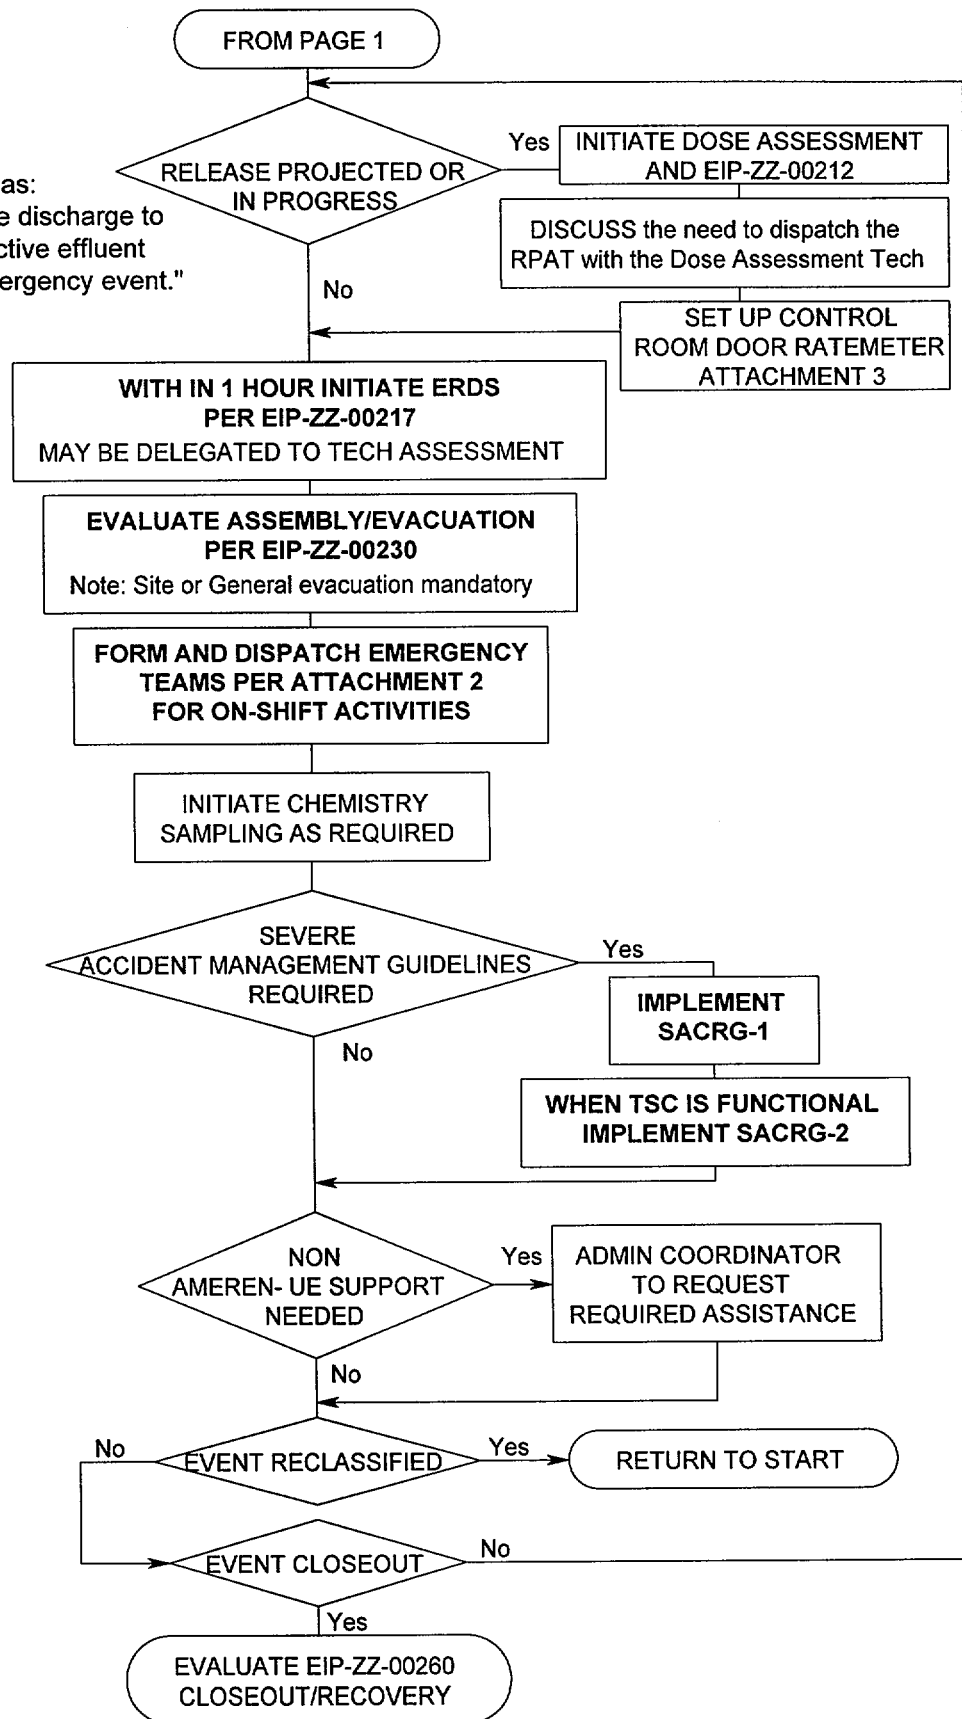 FROM PAGE 1
as:
e discharge to
ctive effluent
ergency event."
RELEASE PROJECTED OR
IN PROGRESS
Yes
INITIATE DOSE ASSESSMENT
AND EIP-ZZ-00212
DISCUSS the need to dispatch the
RPAT with the Dose Assessment Tech
No
SET UP CONTROL
ROOM DOOR RATEMETER
ATTACHMENT 3
WITH IN 1 HOUR INITIATE ERDS
PER EIP-ZZ-00217
MAY BE DELEGATED TO TECH ASSESSMENT
EVALUATE ASSEMBLY/EVACUATION
PER EIP-ZZ-00230
Note: Site or General evacuation mandatory
FORM AND DISPATCH EMERGENCY
TEAMS PER ATTACHMENT 2
FOR ON-SHIFT ACTIVITIES
INITIATE CHEMISTRY
SAMPLING AS REQUIRED
SEVERE
ACCIDENT MANAGEMENT GUIDELINES
REQUIRED
Yes
IMPLEMENT
SACRG-1
No
WHEN TSC IS FUNCTIONAL
IMPLEMENT SACRG-2
NON
AMEREN- UE SUPPORT
NEEDED
Yes
ADMIN COORDINATOR
TO REQUEST
REQUIRED ASSISTANCE
No
EVENT RECLASSIFIED
No
Yes
RETURN TO START
EVENT CLOSEOUT
No
Yes
EVALUATE EIP-ZZ-00260
CLOSEOUT/RECOVERY